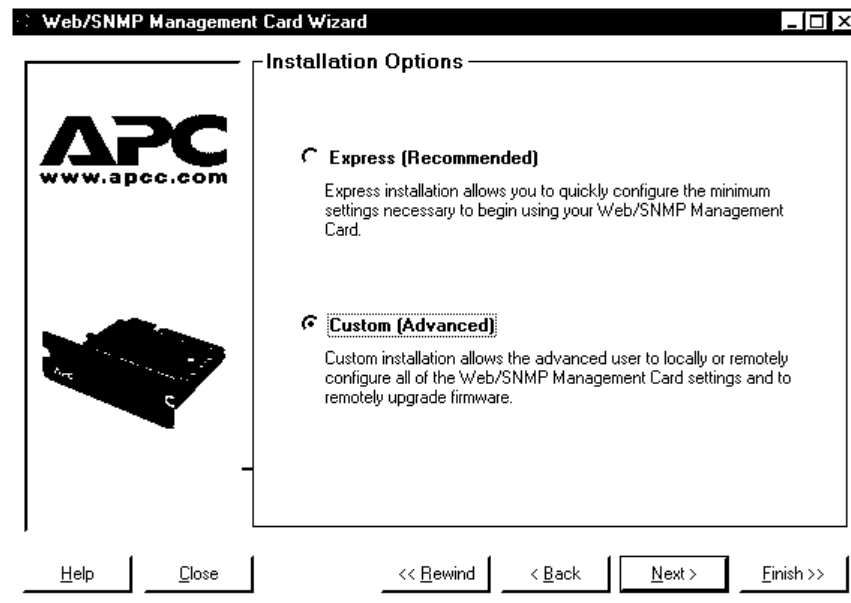 Web/SNMP Management Card Wizard
Installation Options
APC
www.apcc.com
Express (Recommended)
Express installation allows you to quickly configure the minimum
settings necessary to begin using your Web/SNMP Management
Card.
Custom (Advanced)
Custom installation allows the advanced user to locally or remotely
configure all of the Web/SNMP Management Card settings and to
remotely upgrade firmware.
APC
Help Close << Rewind < Back Next > Finish >>